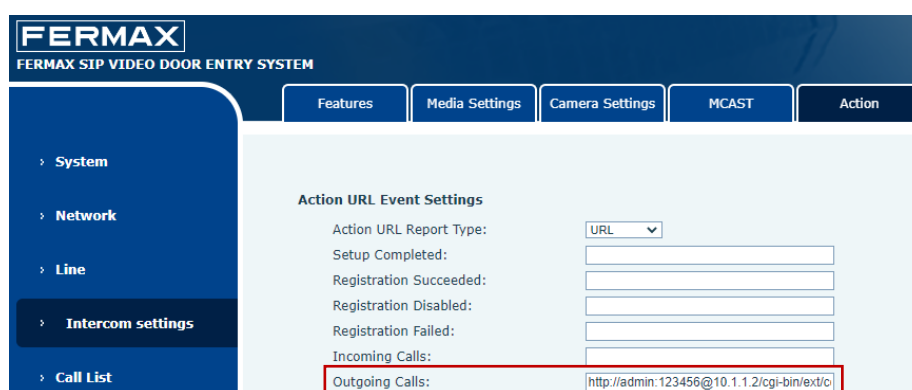 FERMAX
FERMAX SIP VIDEO DOOR ENTRY SYSTEM
Features Media Settings Camera Settings MCAST Action
System
Network
Line
Intercom settings
Call List
Action URL Event Settings
Action URL Report Type: URL
Setup Completed:
Registration Succeeded:
Registration Disabled:
Registration Failed:
Incoming Calls:
Outgoing Calls: http://admin:123456@10.1.1.2/cgi-bin/ext/c